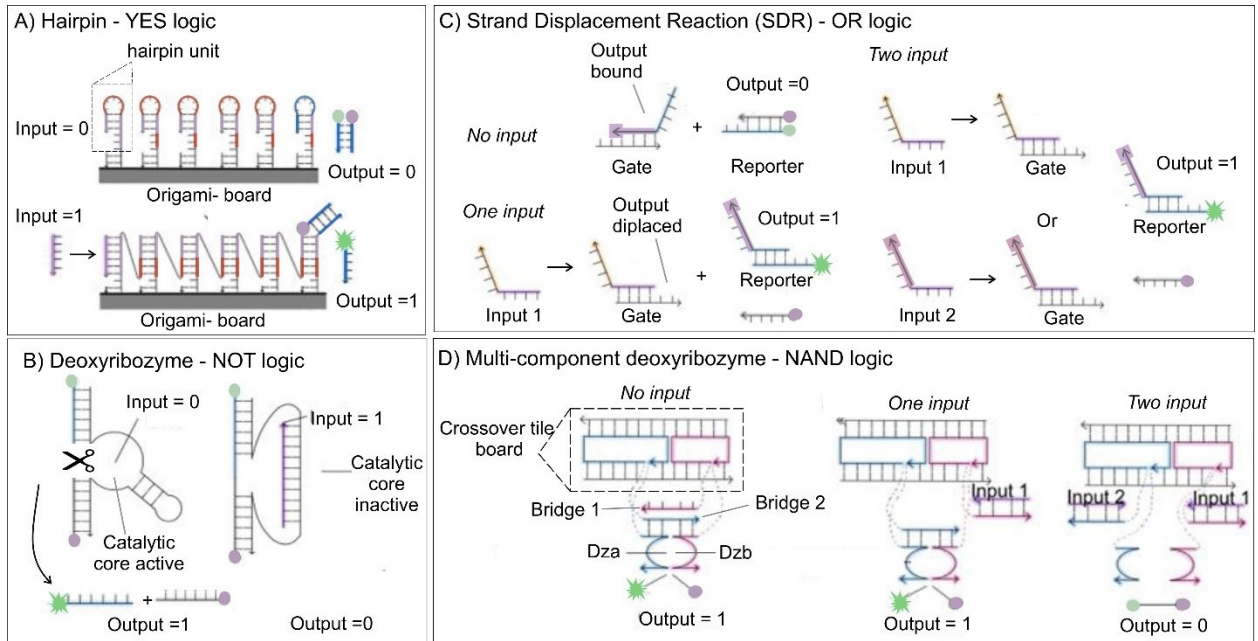 A) Hairpin - YES logic
hairpin unit
Input = 0
Output = 0
Origami- board
Input =1
Output =1
Origami- board
B) Deoxyribozyme - NOT logic
Input = 0
Input = 1
Catalytic
core
inactive
Catalytic
core active
+
Output =1
Output =0
C) Strand Displacement Reaction (SDR) - OR logic
Output
bound
Output =0
No input
+
Gate
Reporter
One input
Output
diplaced
Output =1
+
Reporter
Input 1
Gate
Two input
Input 1
Gate
Output =1
Or
Reporter
Input 2
Gate
D) Multi-component deoxyribozyme - NAND logic
No input
One input
Two input
Crossover tile
board
Bridge 1
Bridge 2
Dza
Dzb
Output = 1
Input 1
Output = 1
Input 2
Input 1
Output = 0